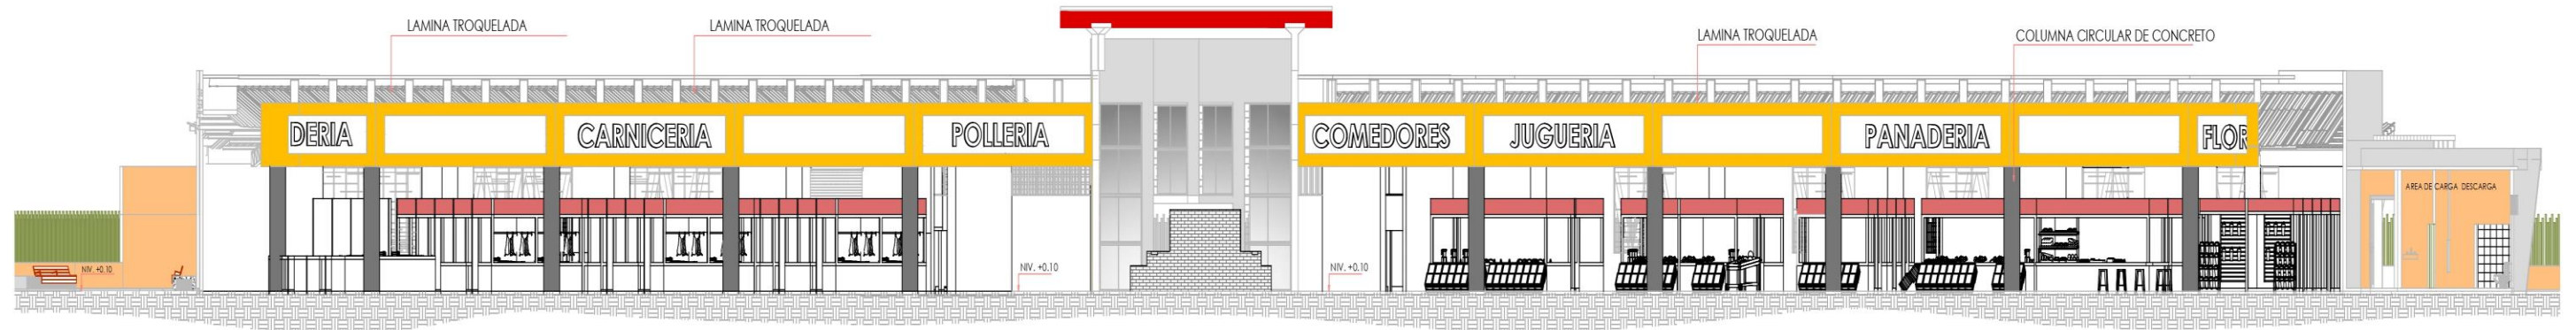 LAMINA TROQUELADA
LAMINA TROQUELADA
LAMINA TROQUELADA
COLUMNA CIRCULAR DE CONCRETO
DERIA
CARNICERIA
POLLERIA
COMEDORES
JUGUERIA
PANADERIA
FLOR
AREA DE CARGA DESCARGA
NIV. +0.10
NIV. +0.10
NIV. +0.10